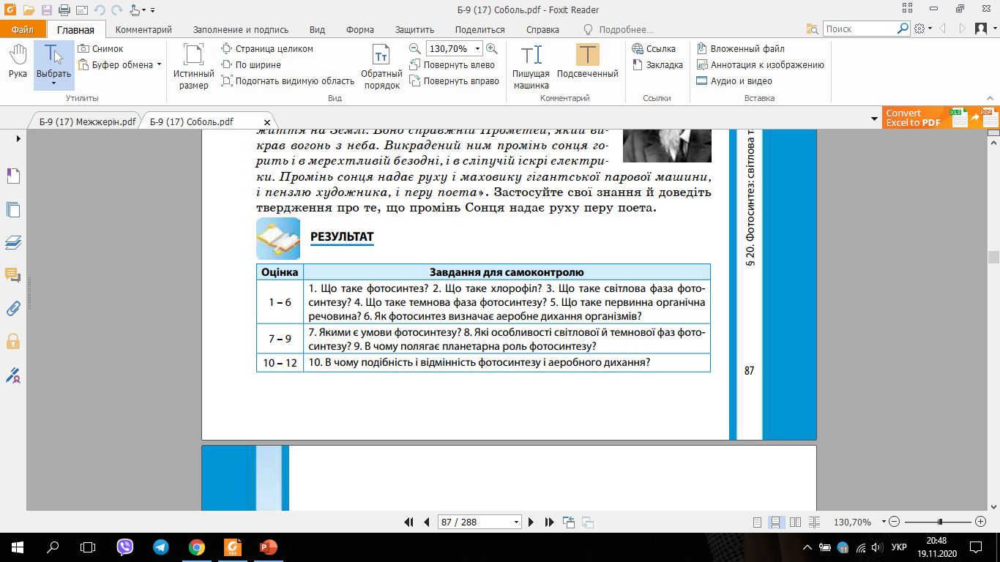 Б-9 (17) Соболь.pdf - Foxit Reader
Файл Главная Комментарий Заполнение и подпись Вид Форма Защитить Поделиться Справка Подробнее... Поиск
Рука
Выбрать
Снимок
Буфер обмена
Утилиты
Истинный размер
Страница целиком
По ширине
Подогнать видимую область
Обратный порядок
130,70%
Повернуть влево
Повернуть вправо
Вид
Пишущая машинка
Подсвеченный
Комментарий
Ссылка
Закладка
Ссылки
Вложенный файл
Аннотация к изображению
Аудио и видео
Вставка
Б-9 (17) Межжерін.pdf Б-9 (17) Соболь.pdf
Convert
Excel to PDF
XLS PDF
життя на Землі. Воно справжній Прометей, який ви-
крав вогонь з неба. Викрадений ним промінь сонця го-
рить і в мерехтливій безодні, і в сліпучій іскрі електри-
ки. Промінь сонця надає руху і маховику гігантської парової машини,
і пензлю художника, і перу поета». Застосуйте свої знання й доведіть
твердження про те, що промінь Сонця надає руху перу поета.
РЕЗУЛЬТАТ
Оцінка Завдання для самоконтролю
1 – 6
1. Що таке фотосинтез? 2. Що таке хлорофіл? 3. Що таке світлова фаза фото-
синтезу? 4. Що таке темнова фаза фотосинтезу? 5. Що таке первинна органічна
речовина? 6. Як фотосинтез визначає аеробне дихання організмів?
7 – 9
7. Якими є умови фотосинтезу? 8. Які особливості світлової й темнової фаз фото-
синтезу? 9. В чому полягає планетарна роль фотосинтезу?
10 – 12 10. В чому подібність і відмінність фотосинтезу і аеробного дихання?
§ 20. Фотосинтез: світлова т
87
87 / 288
130,70%
11
УКР
20:48
19.11.2020